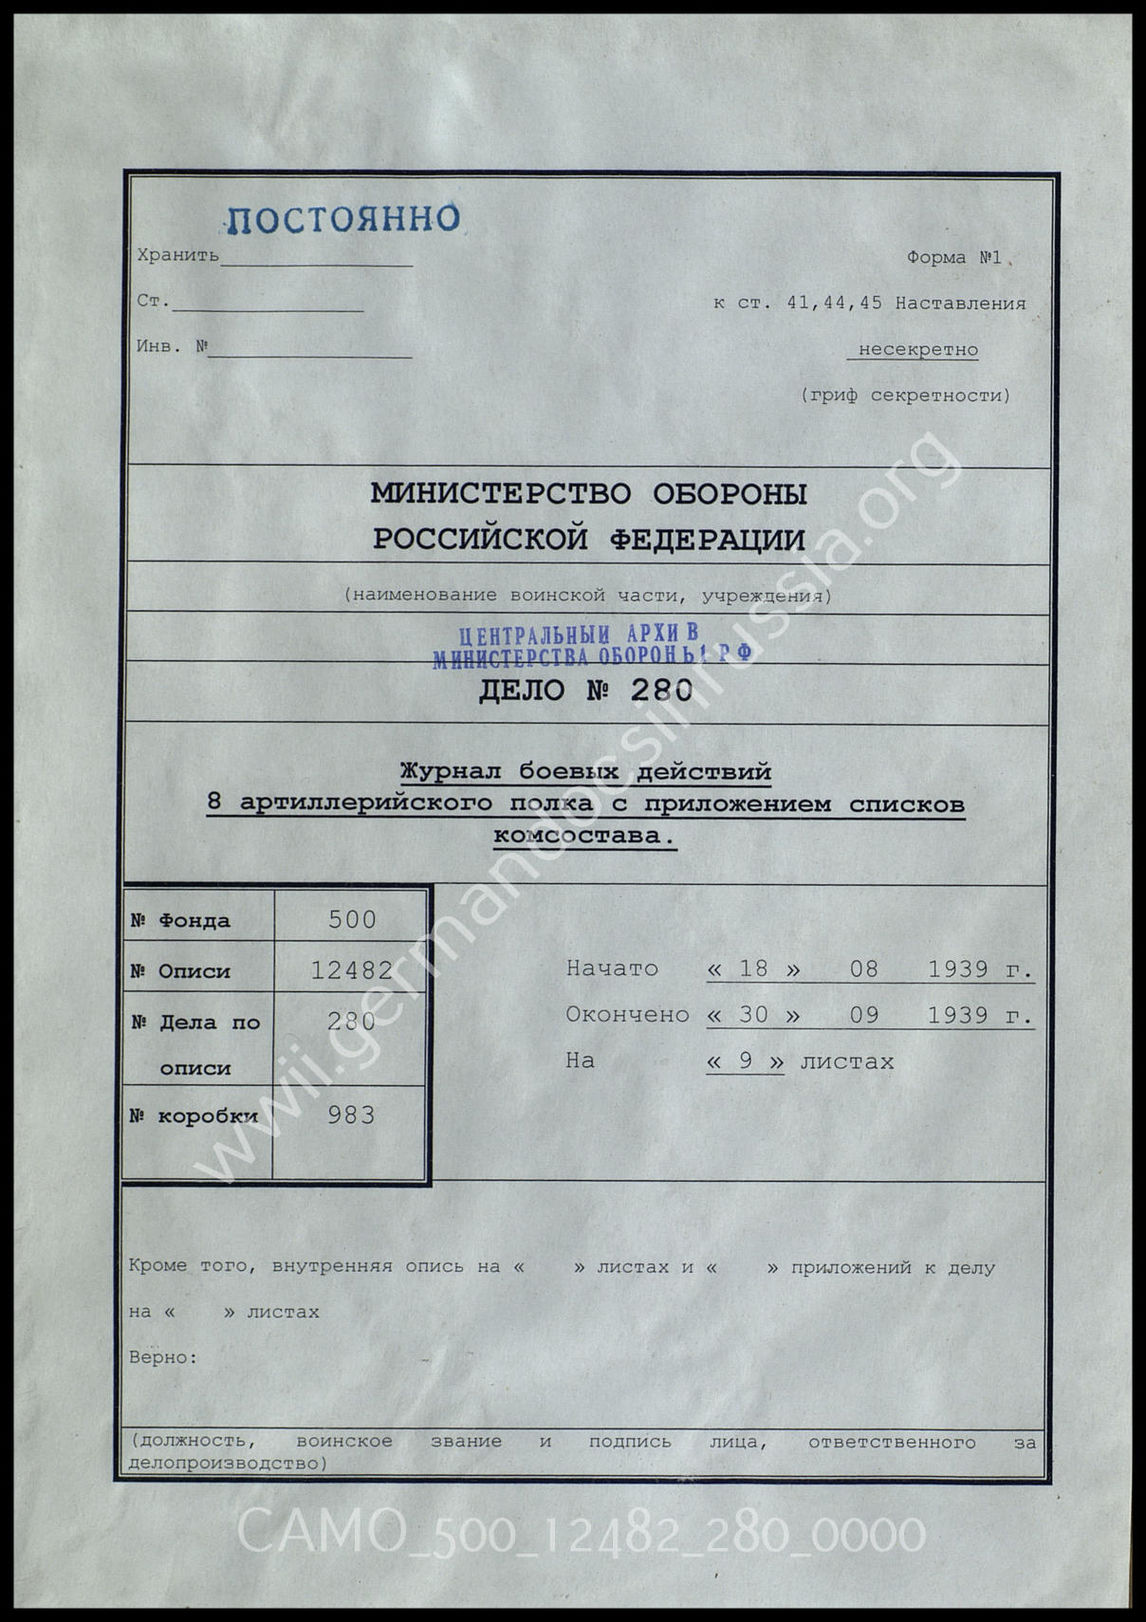 ПОСТОЯННО
Хранить
Форма №1
Ст.
к ст. 41,44,45 Наставления
Инв. №
несекретно
(гриф секретности)
МИНИСТЕРСТВО ОБОРОНЫ
РОССИЙСКОЙ ФЕДЕРАЦИИ
(наименование воинской части, учреждения)
ЦЕНТРАЛЬНЫЙ АРХИВ
МИНИСТЕРСТВА ОБОРОНЫ РФ
ДЕЛО № 280
Журнал боевых действий
8 артиллерийского полка с приложением списков
комсостава.
№ Фонда 500
№ Описи 12482
№ Дела по описи 280
№ коробки 983
Начато « 18 » 08 1939 г.
Окончено « 30 » 09 1939 г.
На « 9 » листах
Кроме того, внутренняя опись на « » листах и « » приложений к делу
на « » листах
Верно:
(должность, воинское звание и подпись лица, ответственного за
делопроизводство)
www.germandocsinrussia.org
CAMO_500_12482_280_0000